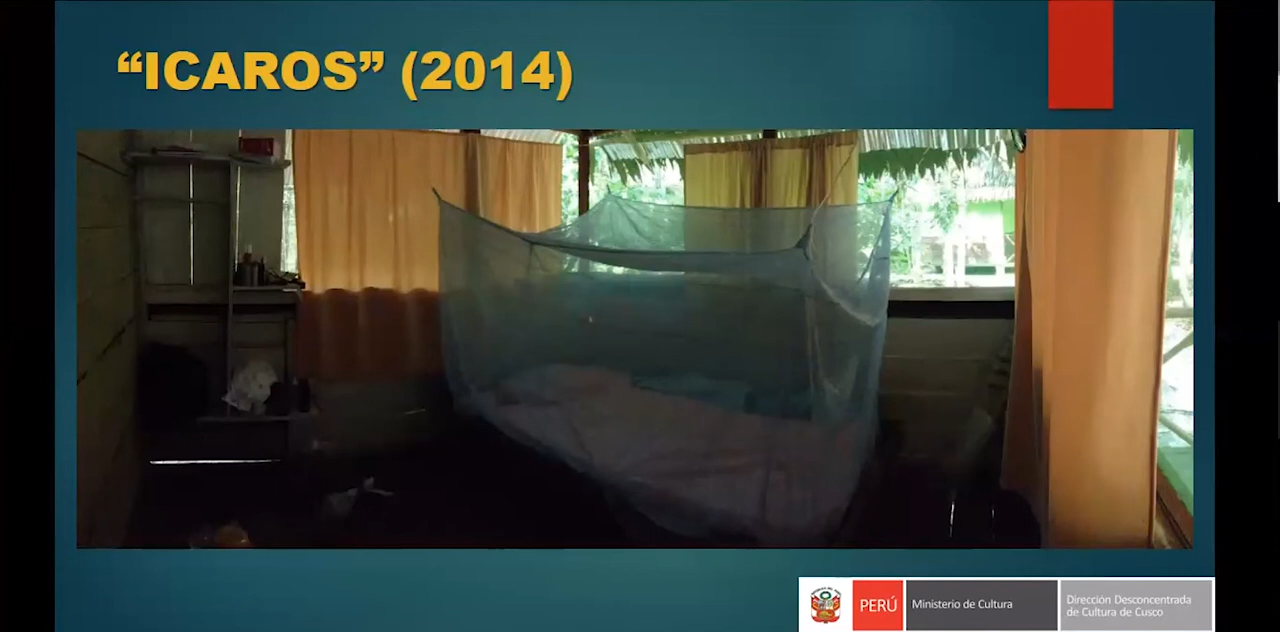 “ICAROS” (2014)
PERÚ
Ministerio de Cultura
Dirección Desconcentrada
de Cultura de Cusco